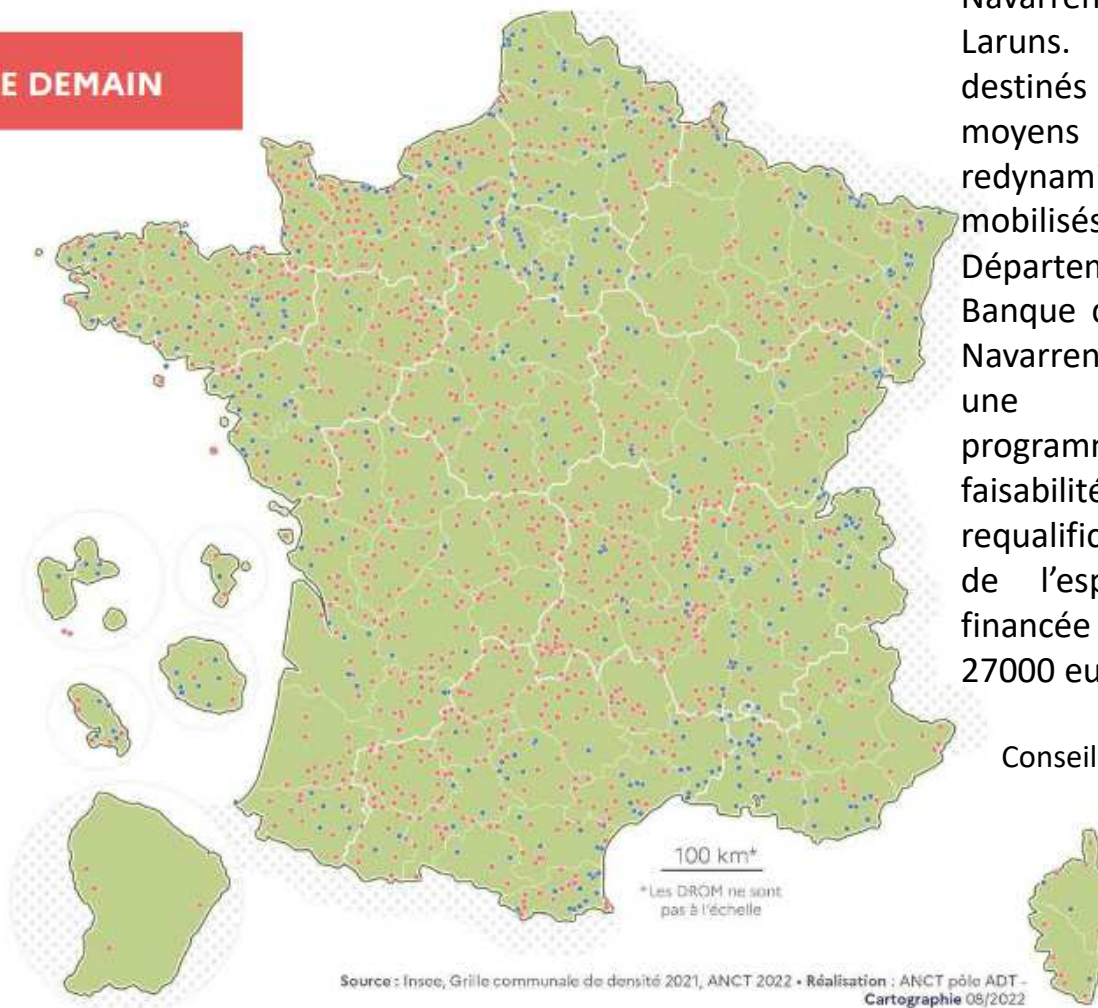 E DEMAIN
Navarren
Laruns.
destinés
moyens
redynam
mobilisés
Départem
Banque d
Navarren
une
programm
faisabilité
requalific
de l'esp
financée
27000 eu
Conseil
100 km*
*Les DROM ne sont
pas à l'échelle
Source : Insee, Grille communale de densité 2021, ANCT 2022 • Réalisation : ANCT pôle ADT -
Cartographie 08/2022